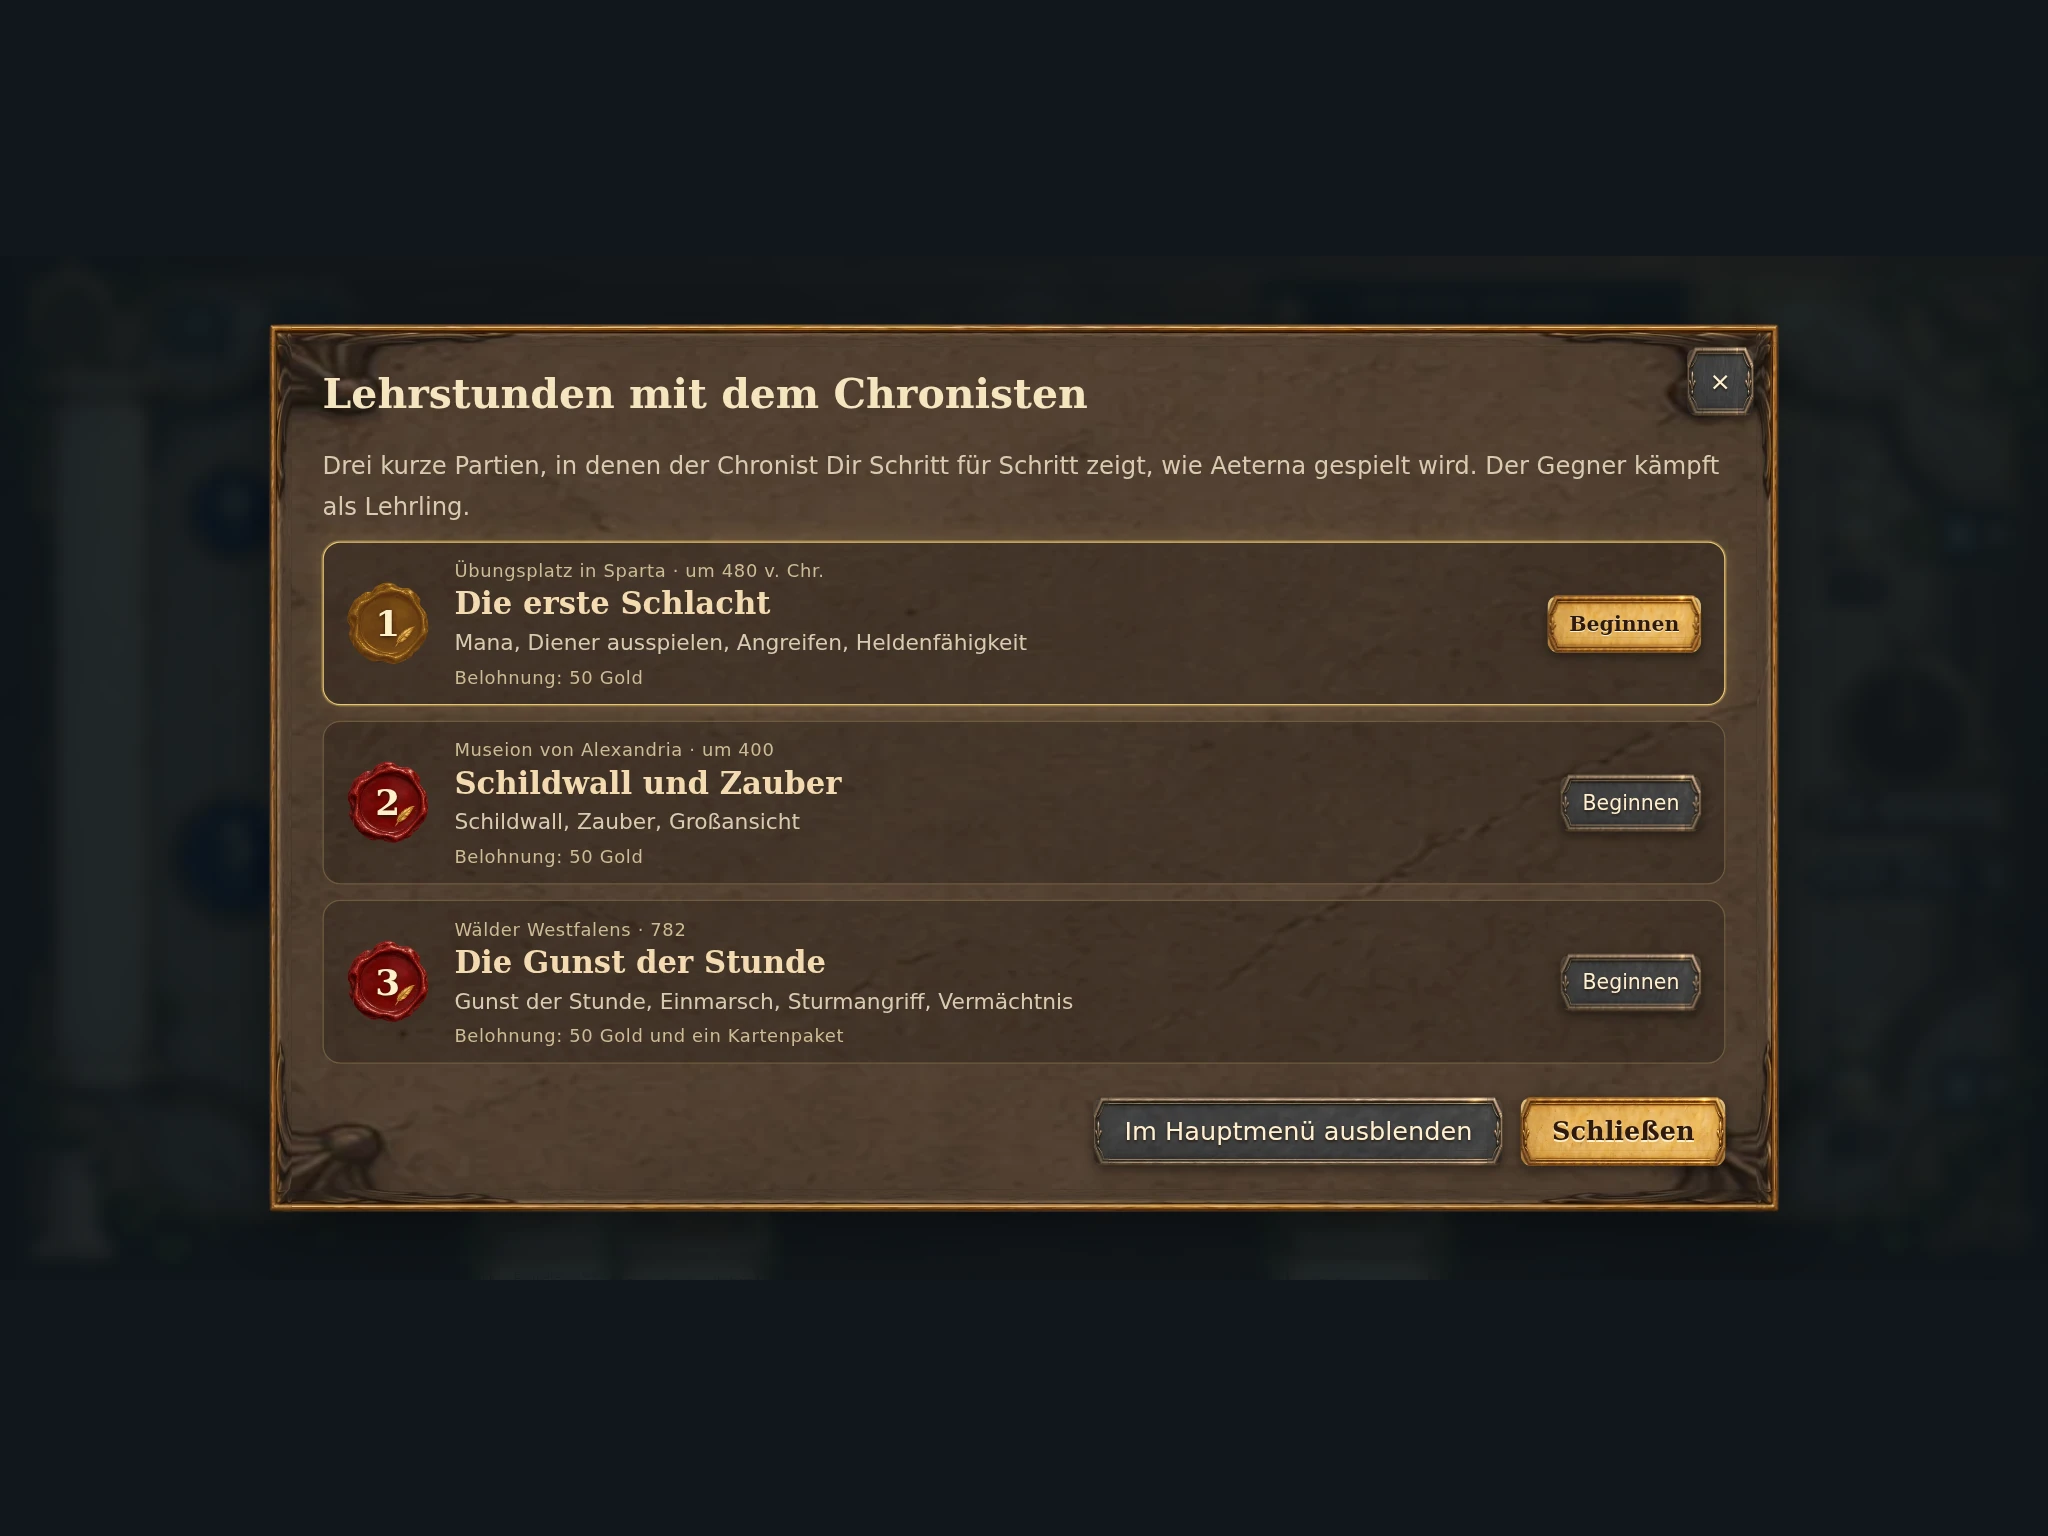 Lehrstunden mit dem Chronisten
×
Drei kurze Partien, in denen der Chronist Dir Schritt für Schritt zeigt, wie Aeterna gespielt wird. Der Gegner kämpft
als Lehrling.
1
Übungsplatz in Sparta · um 480 v. Chr.
Die erste Schlacht
Mana, Diener ausspielen, Angreifen, Heldenfähigkeit
Belohnung: 50 Gold
Beginnen
2
Museion von Alexandria · um 400
Schildwall und Zauber
Schildwall, Zauber, Großansicht
Belohnung: 50 Gold
Beginnen
3
Wälder Westfalens · 782
Die Gunst der Stunde
Gunst der Stunde, Einmarsch, Sturmangriff, Vermächtnis
Belohnung: 50 Gold und ein Kartenpaket
Beginnen
Im Hauptmenü ausblenden
Schließen